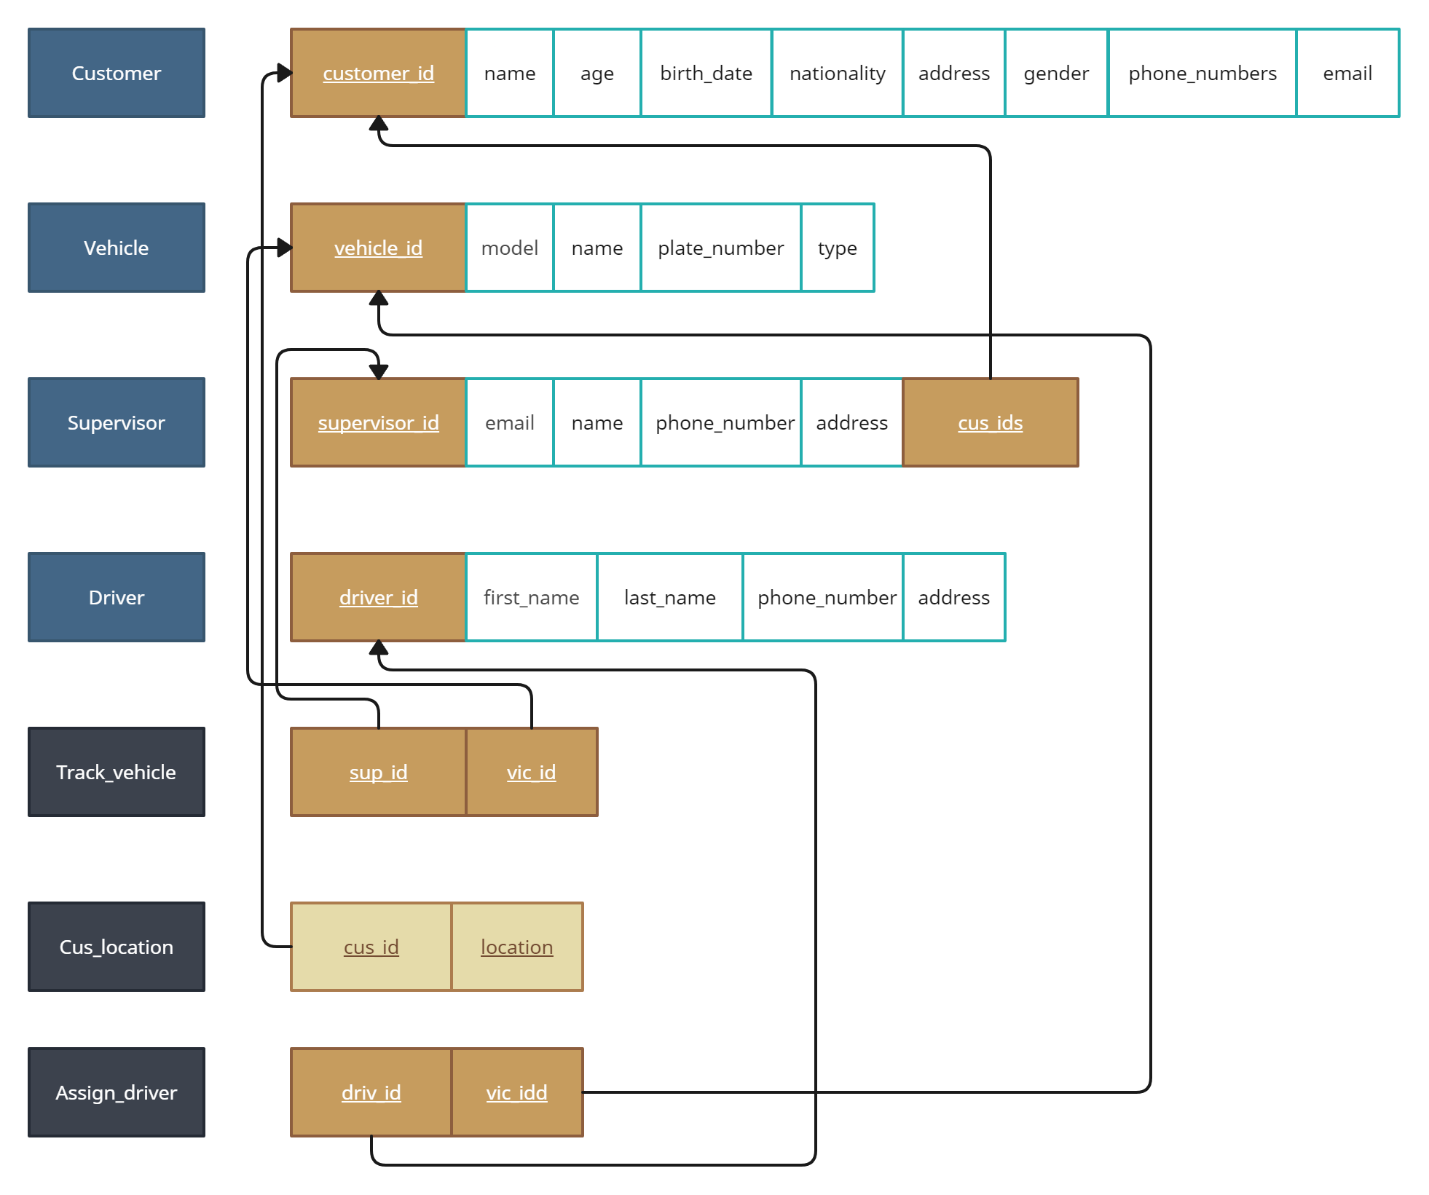 Customer customer_id name age birth_date nationality address gender phone_numbers email
Vehicle vehicle_id model name plate_number type
Supervisor supervisor_id email name phone_number address cus_ids
Driver driver_id first_name last_name phone_number address
Track_vehicle sup_id vic_id
Cus_location cus_id location
Assign_driver driv_id vic_idd